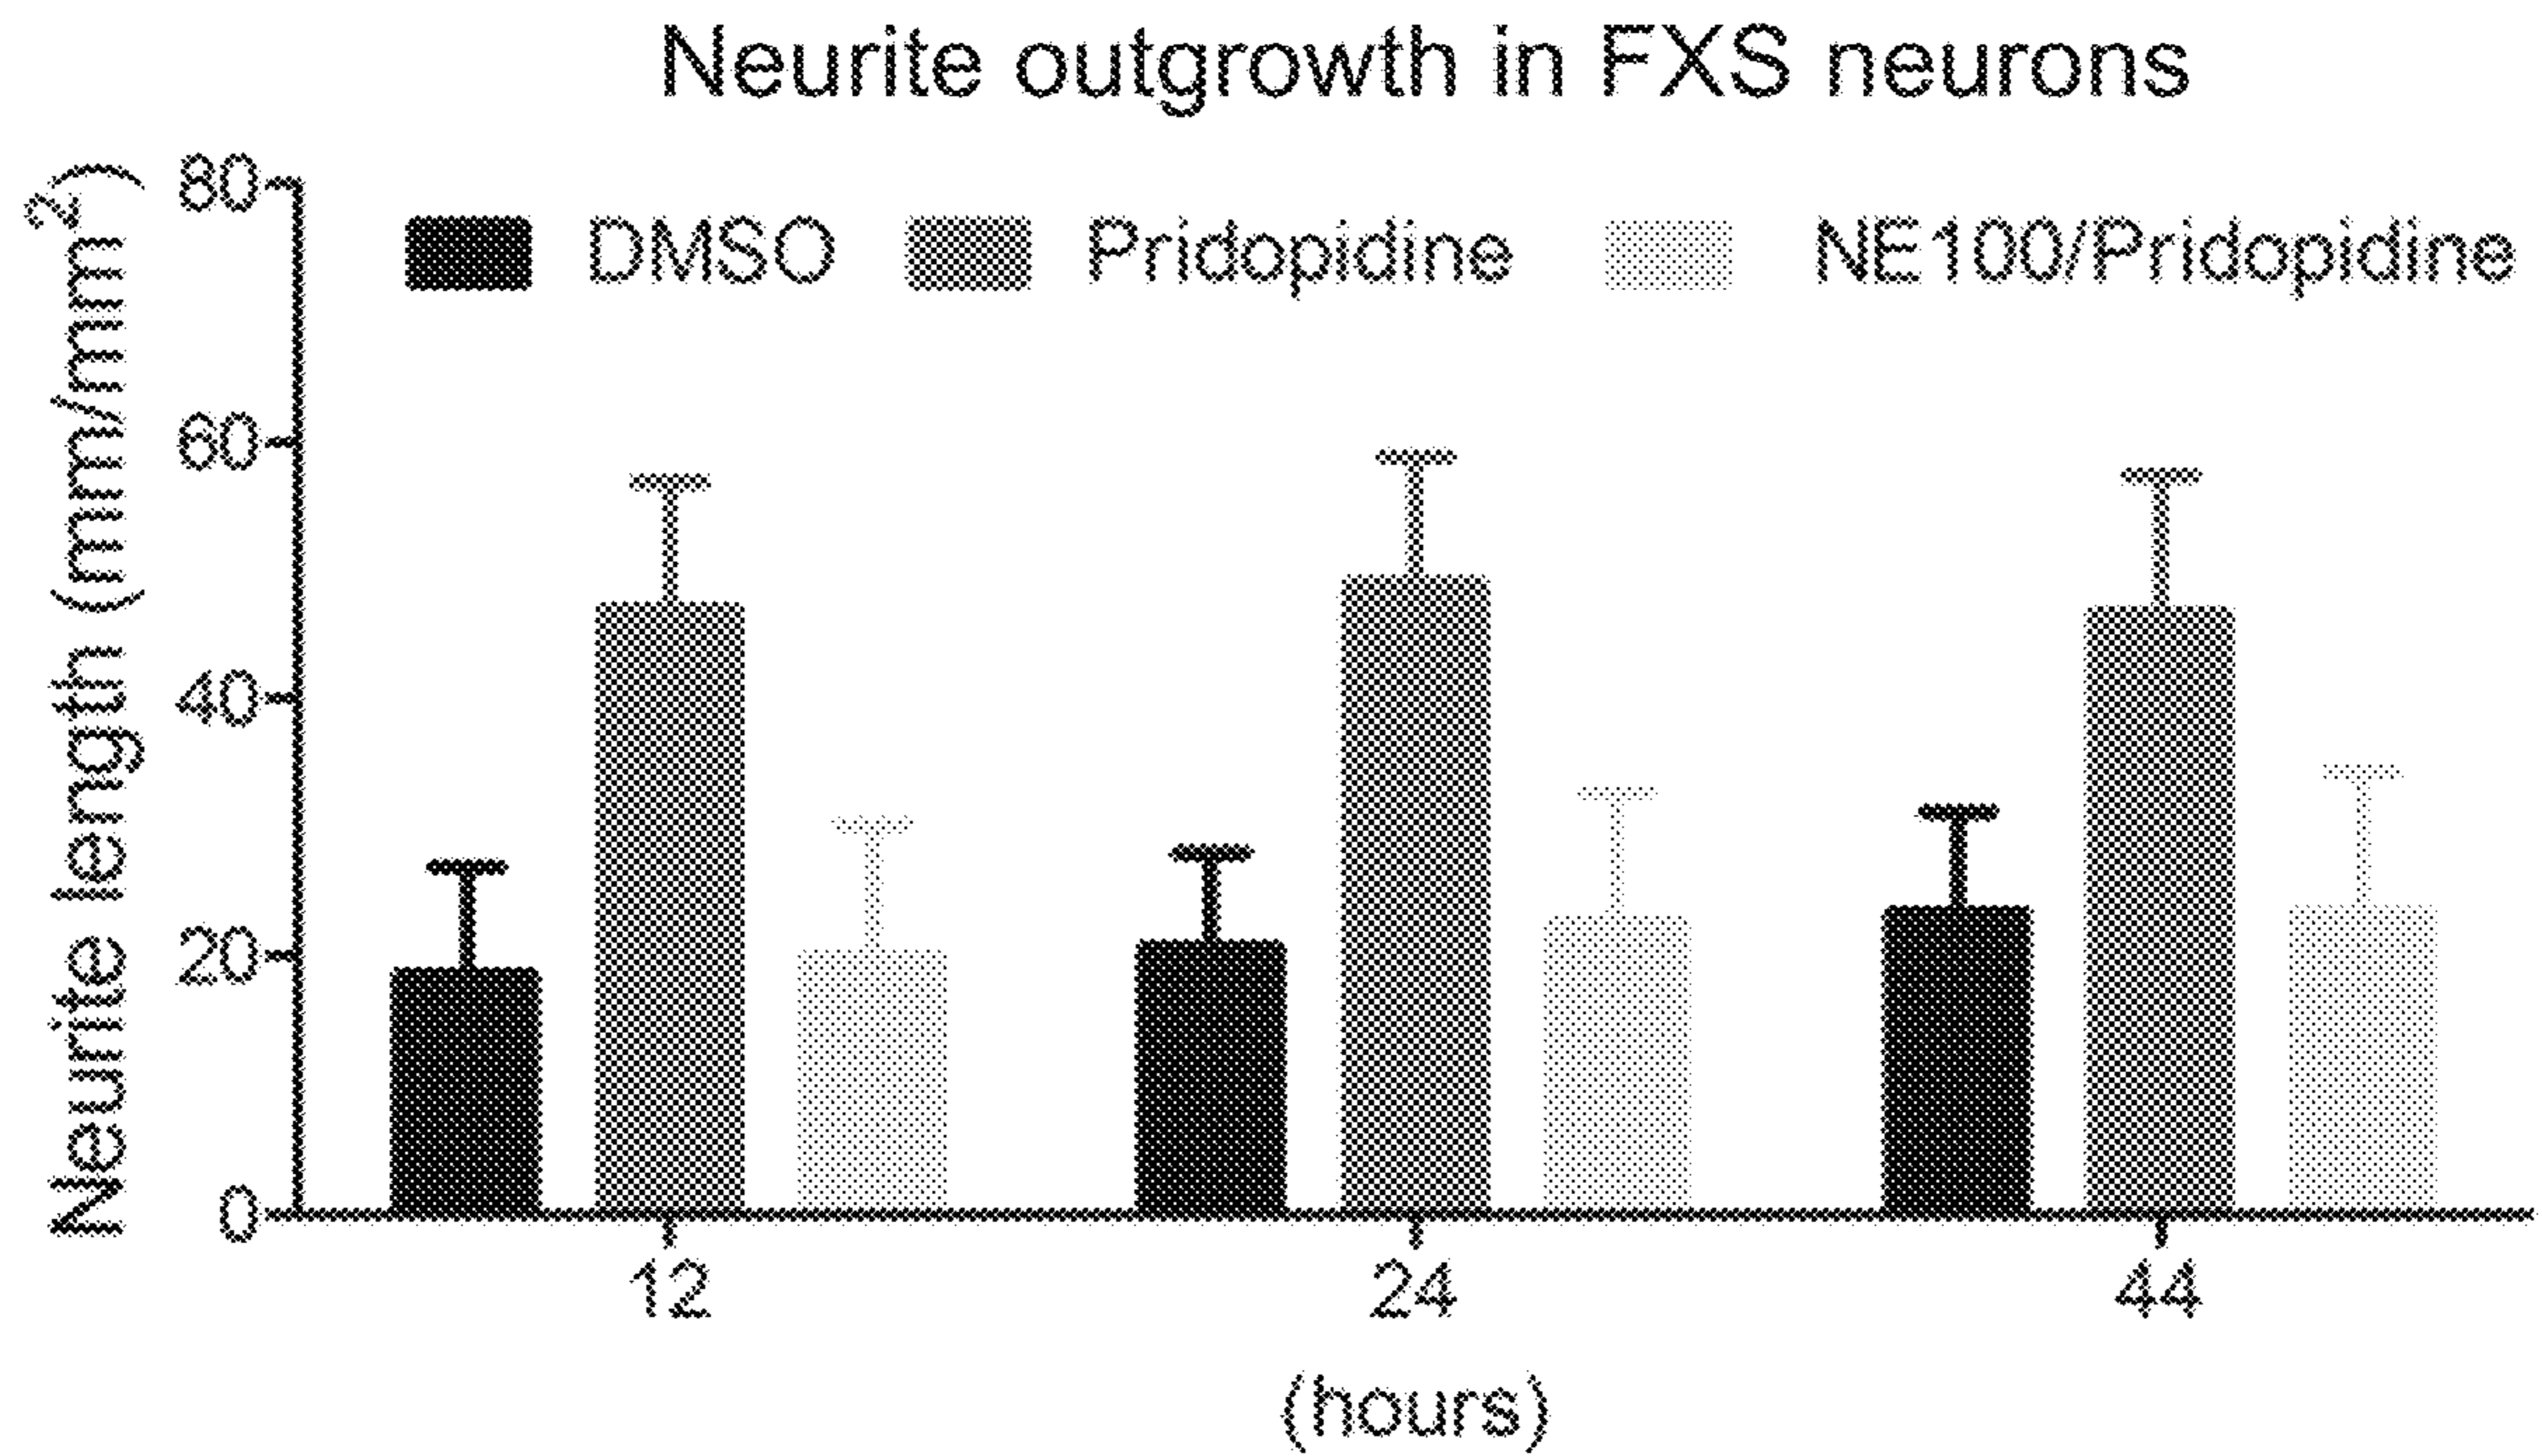 Neurite outgrowth in FXS neurons
Neurite length (mm/mm²)
80
60
40
20
0
DMSO Pridopidine NE100/Pridopidine
12 24 44
(hours)